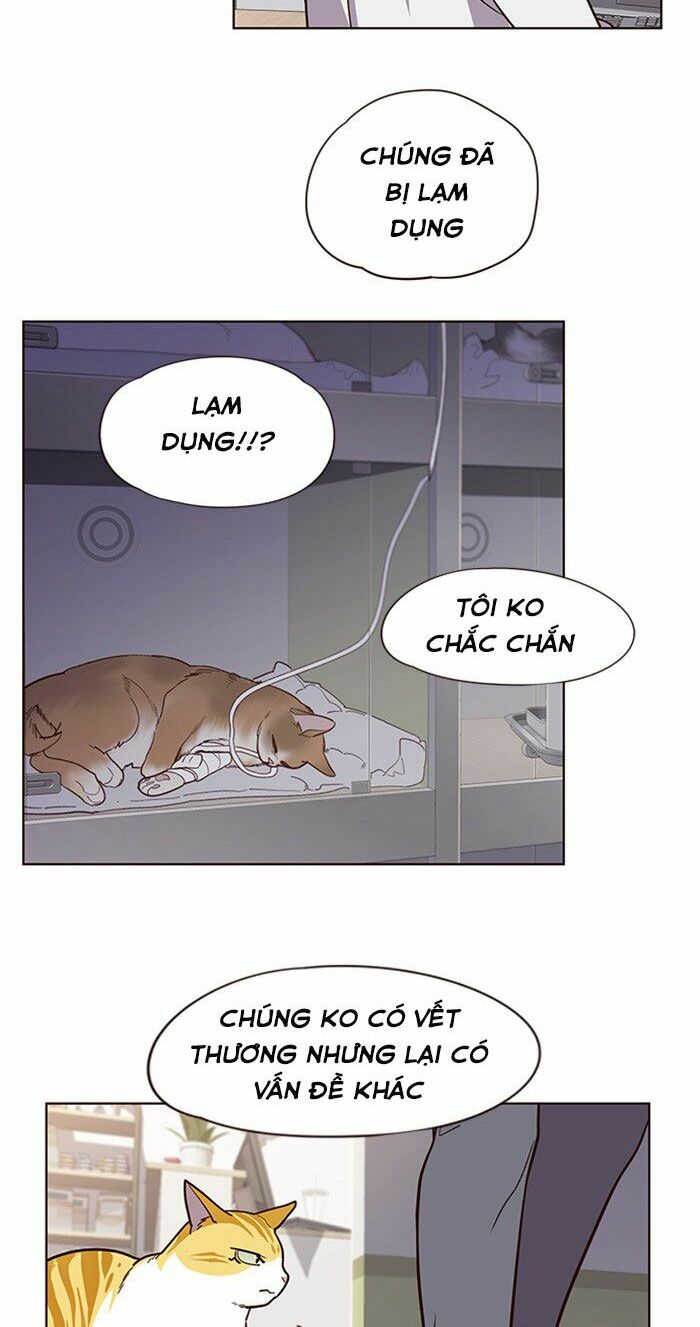 CHÚNG ĐÃ
BỊ LẠM
DỤNG
LẠM
DỤNG!!?
TÔI KO
CHẮC CHẮN
CHÚNG KO CÓ VẾT
THƯƠNG NHƯNG LẠI CÓ
VẤN ĐỀ KHÁC